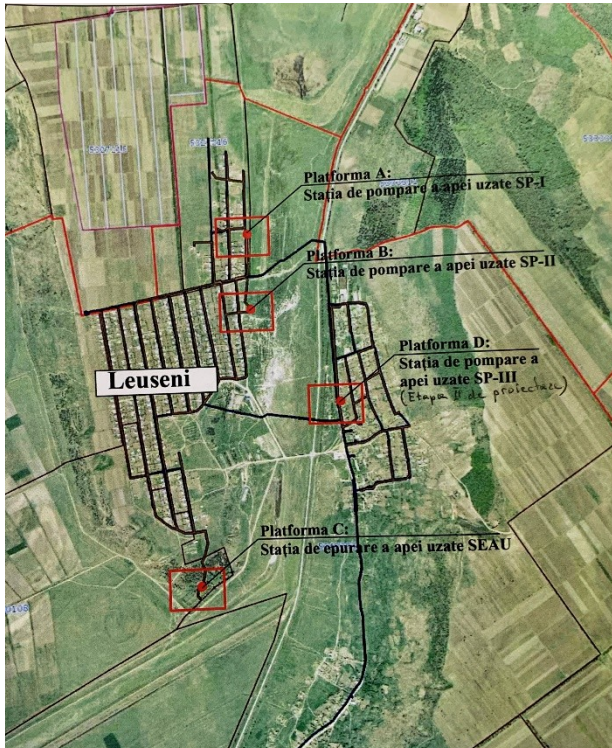 Platforma A:
Stația de pompare a apei uzate SP-I
Platforma B:
Stația de pompare a apei uzate SP-II
Platforma D:
Stația de pompare a
apei uzate SP-III
(Etapa II de proiectare)
Leuseni
Platforma C:
Stația de epurare a apei uzate SEAU